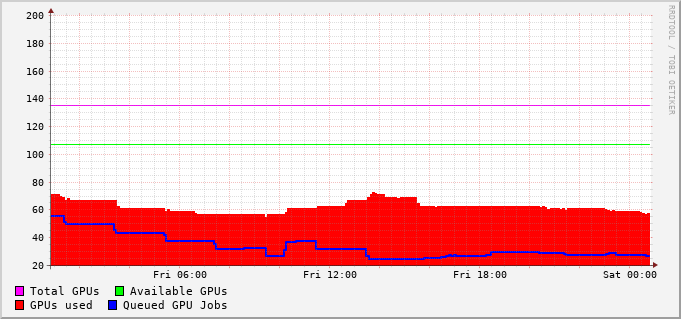 200
180
160
140
120
100
80
60
40
20
Fri 06:00 Fri 12:00 Fri 18:00 Sat 00:00
Total GPUs Available GPUs
GPUs used Queued GPU Jobs
RRDTOOL / TOBI OETIKER